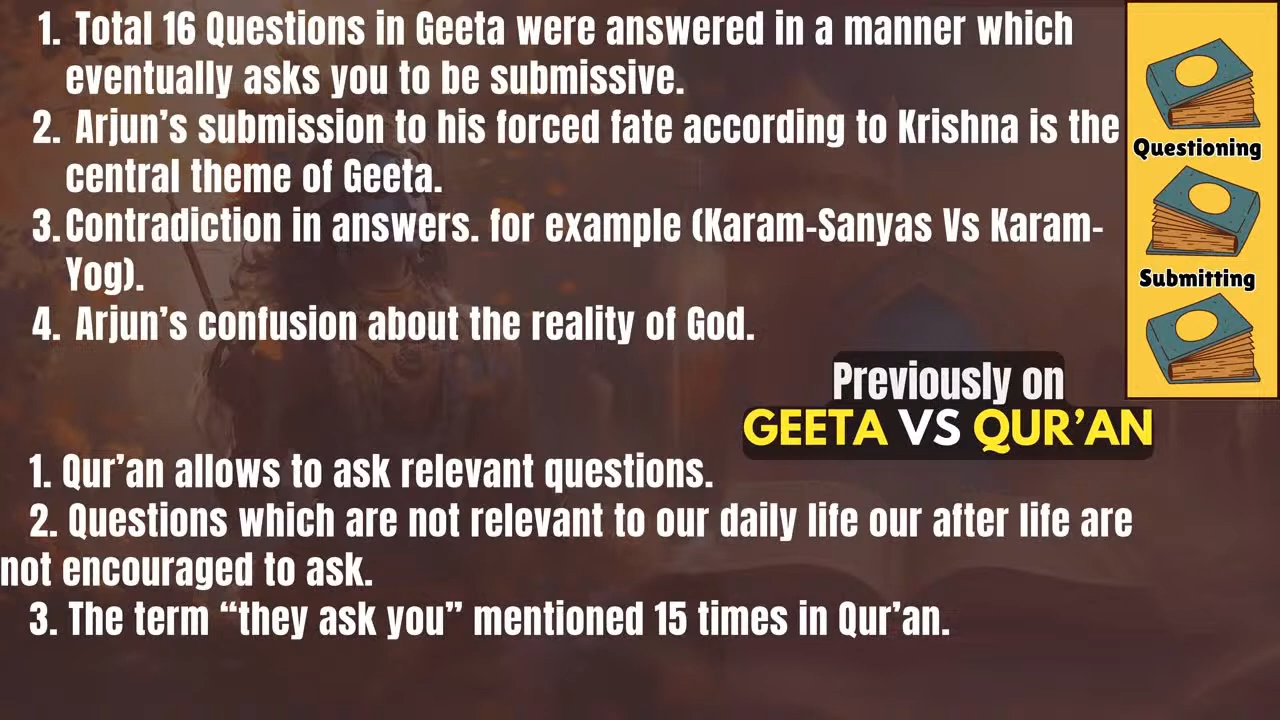 1. Total 16 Questions in Geeta were answered in a manner which
eventually asks you to be submissive.
2. Arjun’s submission to his forced fate according to Krishna is the
central theme of Geeta.
3. Contradiction in answers. for example (Karam-Sanyas Vs Karam-
Yog).
4. Arjun’s confusion about the reality of God.
Questioning
Submitting
Previously on
GEETA VS QUR’AN
1. Qur’an allows to ask relevant questions.
2. Questions which are not relevant to our daily life our after life are
not encouraged to ask.
3. The term “they ask you” mentioned 15 times in Qur’an.